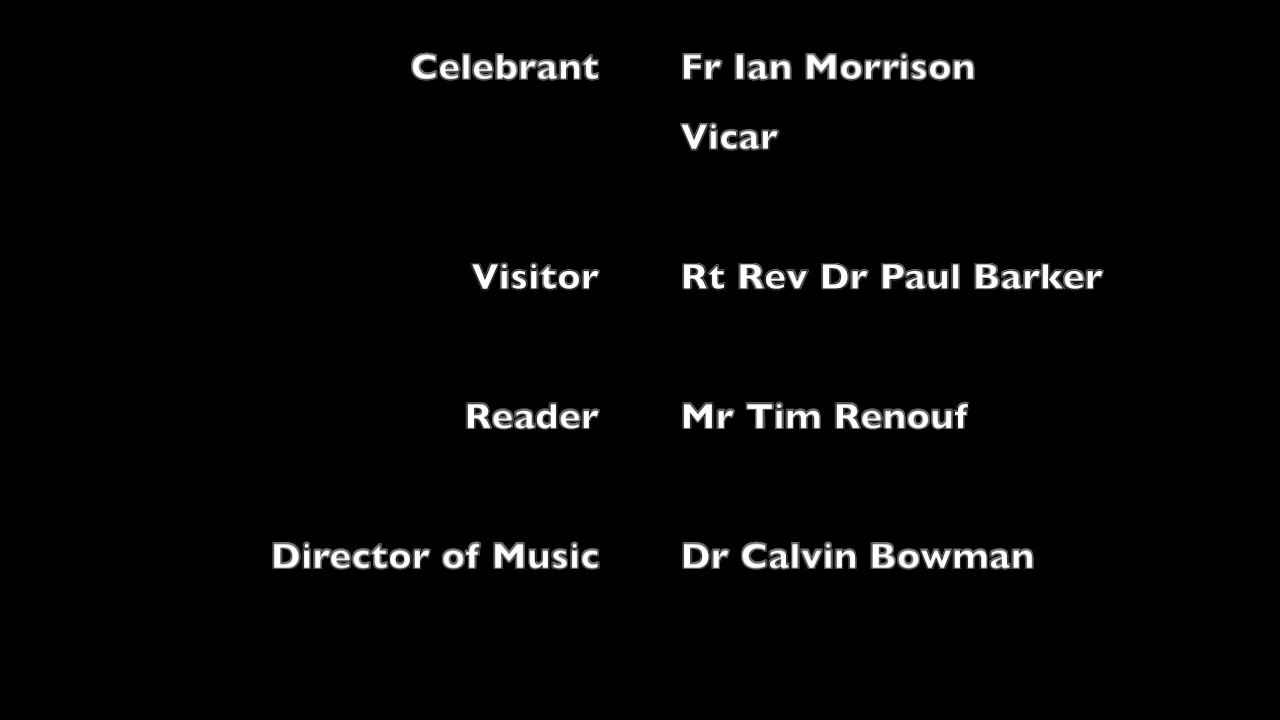 Celebrant Fr Ian Morrison
Vicar
Visitor Rt Rev Dr Paul Barker
Reader Mr Tim Renouf
Director of Music Dr Calvin Bowman